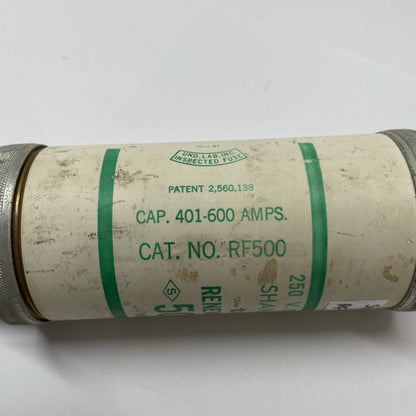 UND. LAB. INC.
INSPECTED FUSE
PATENT 2,560,138
CAP. 401-600 AMPS.
CAT. NO. RF500
250 V
SHA
RENE
5
S